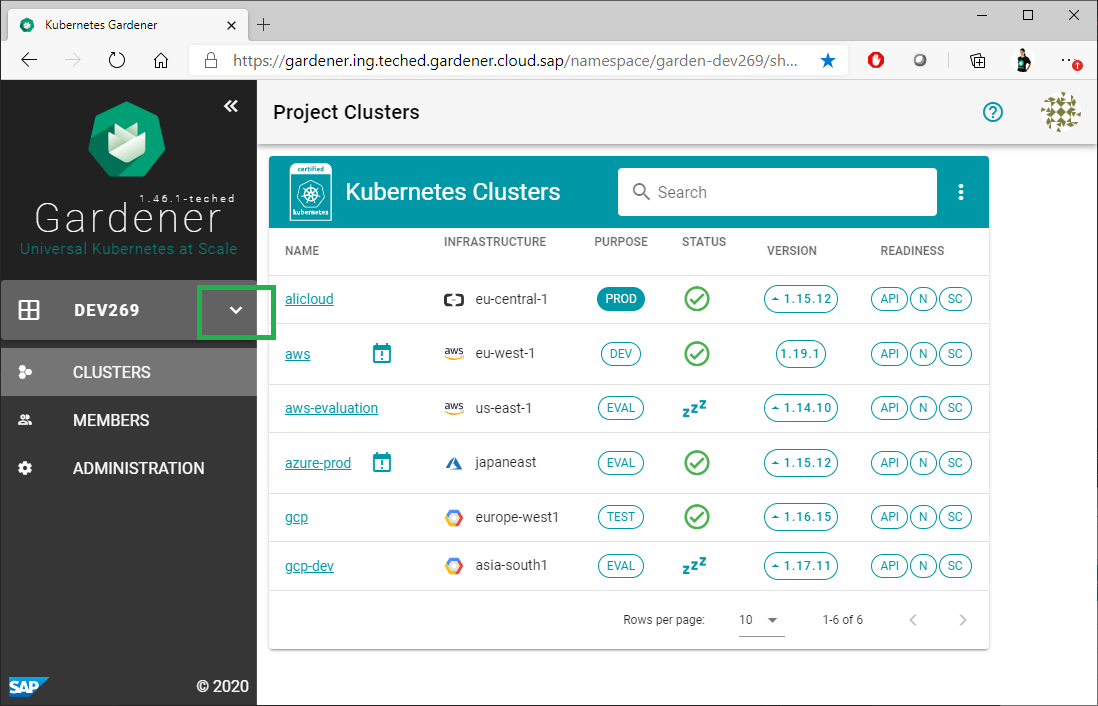 Kubernetes Gardener
https://gardener.ing.teched.gardener.cloud.sap/namespace/garden-dev269/sh...
1.46.1-teched
Gardener
Universal Kubernetes at Scale
DEV269
CLUSTERS
MEMBERS
ADMINISTRATION
SAP
© 2020
Project Clusters
certified
kubernetes
Kubernetes Clusters
Search
NAME INFRASTRUCTURE PURPOSE STATUS VERSION READINESS
alicloud eu-central-1 PROD 1.15.12 API N SC
aws aws eu-west-1 DEV 1.19.1 API N SC
aws-evaluation aws us-east-1 EVAL zzZ 1.14.10 API N SC
azure-prod japaneast EVAL 1.15.12 API N SC
gcp europe-west1 TEST 1.16.15 API N SC
gcp-dev asia-south1 EVAL zzZ 1.17.11 API N SC
Rows per page: 10 1-6 of 6